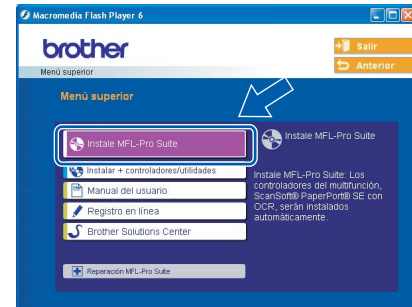 Macromedia Flash Player 6
brother
Salir
Menú superior
Anterior
Menú superior
Instale MFL-Pro Suite
Instale MFL-Pro Suite
Instalar + controladores/utilidades
Instale MFL-Pro Suite: Los
Manual del usuario
controladores del multifunción,
ScanSoft® PaperPort® SE con
Registro en línea
OCR, serán instalados
automáticamente.
Brother Solutions Center
Reparación MFL-Pro Suite